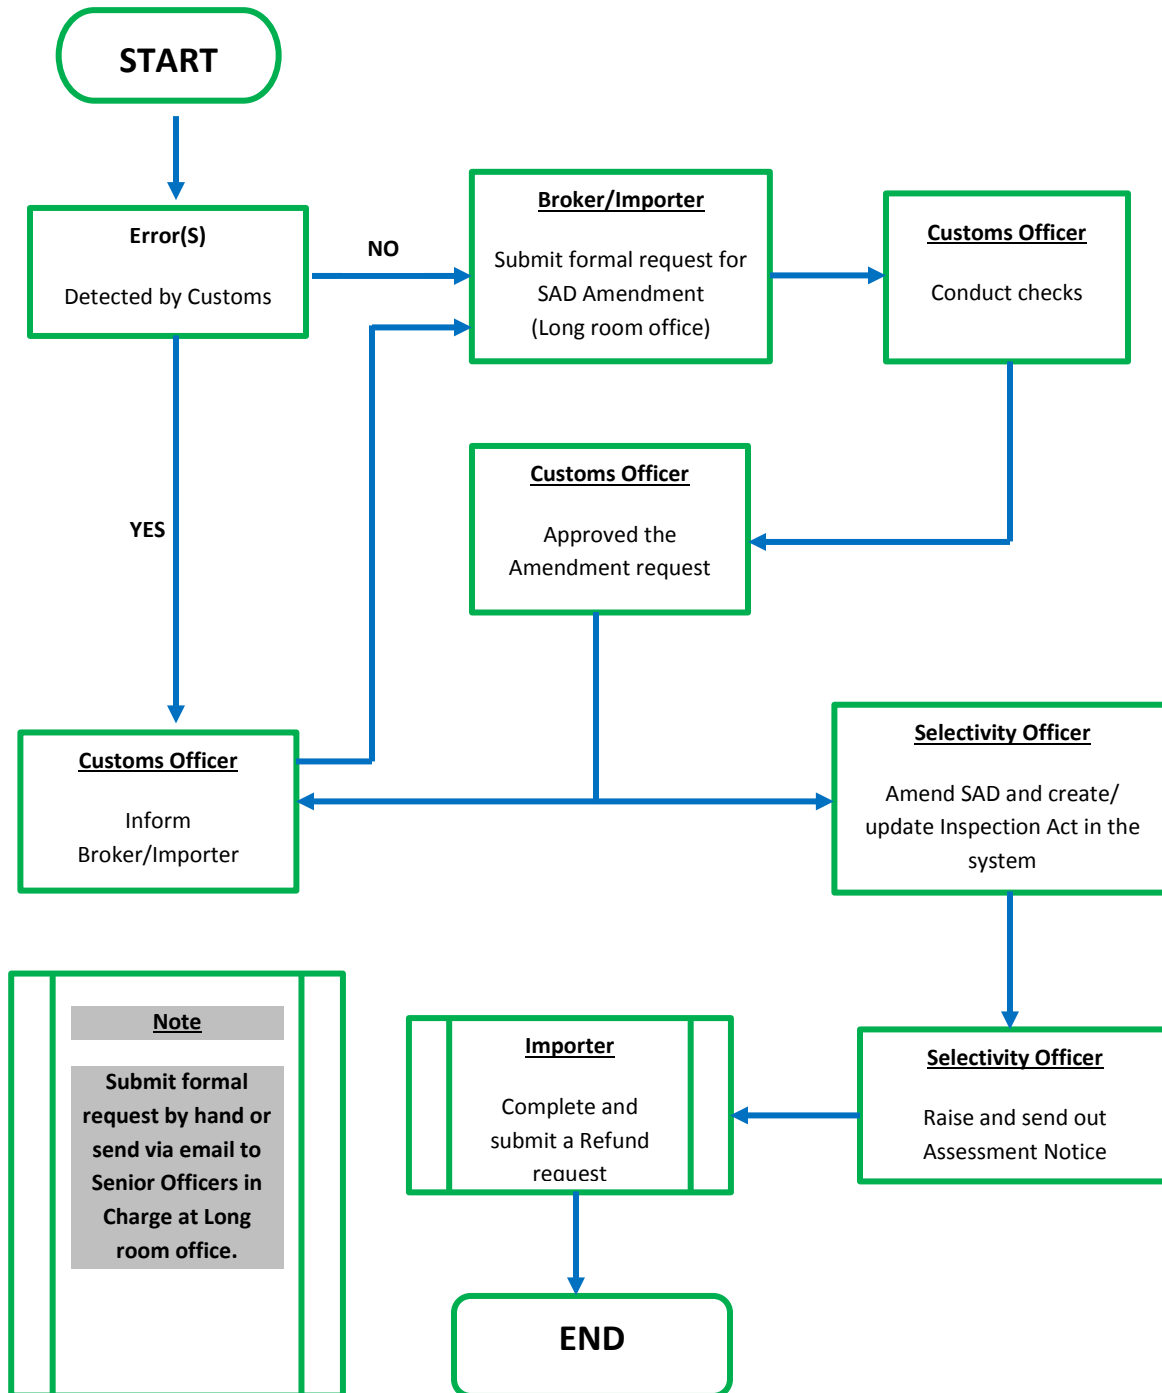 START
Error(S)
Detected by Customs
NO
Broker/Importer
Submit formal request for
SAD Amendment
(Long room office)
Customs Officer
Conduct checks
Customs Officer
Approved the
Amendment request
YES
Customs Officer
Inform
Broker/Importer
Selectivity Officer
Amend SAD and create/
update Inspection Act in the
system
Selectivity Officer
Raise and send out
Assessment Notice
Importer
Complete and
submit a Refund
request
Note
Submit formal
request by hand or
send via email to
Senior Officers in
Charge at Long
room office.
END